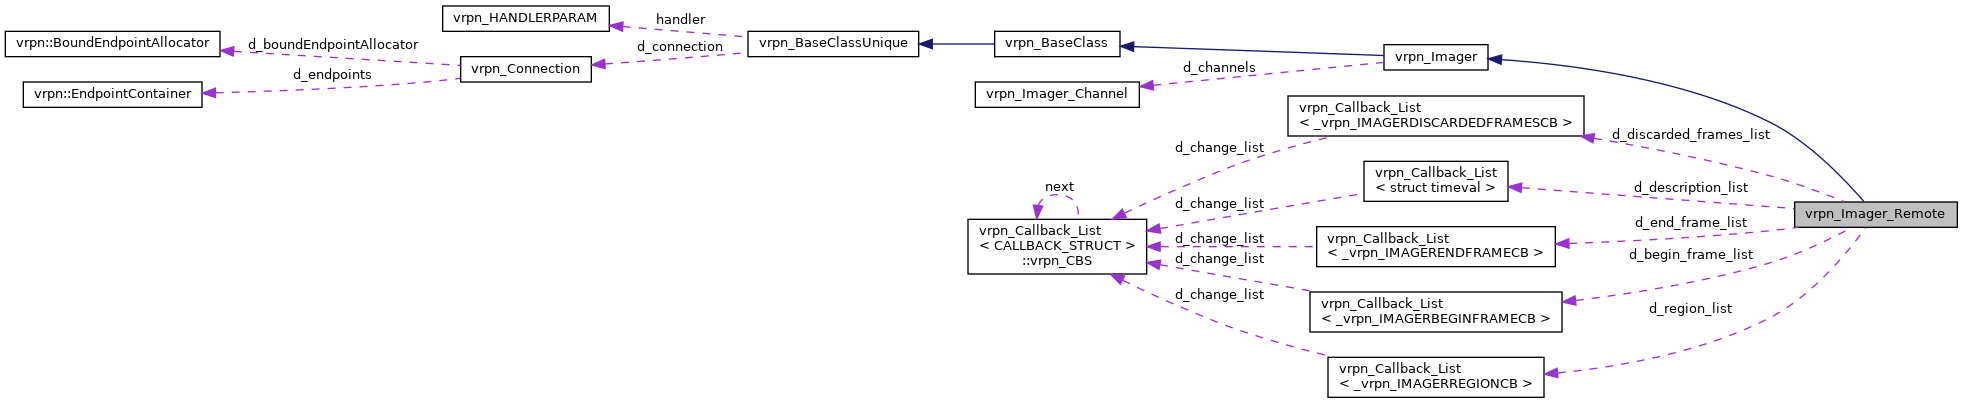 vrpn_HANDLERPARAM
handler
vrpn::BoundEndpointAllocator
d_boundEndpointAllocator
d_connection
vrpn_BaseClassUnique
vrpn_BaseClass
vrpn_Imager
d_endpoints
vrpn_Connection
d_channels
vrpn::EndpointContainer
vrpn_Imager_Channel
vrpn_Callback_List
< _vrpn_IMAGERDISCARDEDFRAMESCB >
d_discarded_frames_list
d_change_list
vrpn_Callback_List
< struct timeval >
d_description_list
next
d_change_list
vrpn_Imager_Remote
d_end_frame_list
vrpn_Callback_List
< CALLBACK_STRUCT >
::vrpn_CBS
d_change_list
vrpn_Callback_List
< _vrpn_IMAGERENDFRAMECB >
d_change_list
d_begin_frame_list
d_change_list
vrpn_Callback_List
< _vrpn_IMAGERBEGINFRAMECB >
d_region_list
vrpn_Callback_List
< _vrpn_IMAGERREGIONCB >